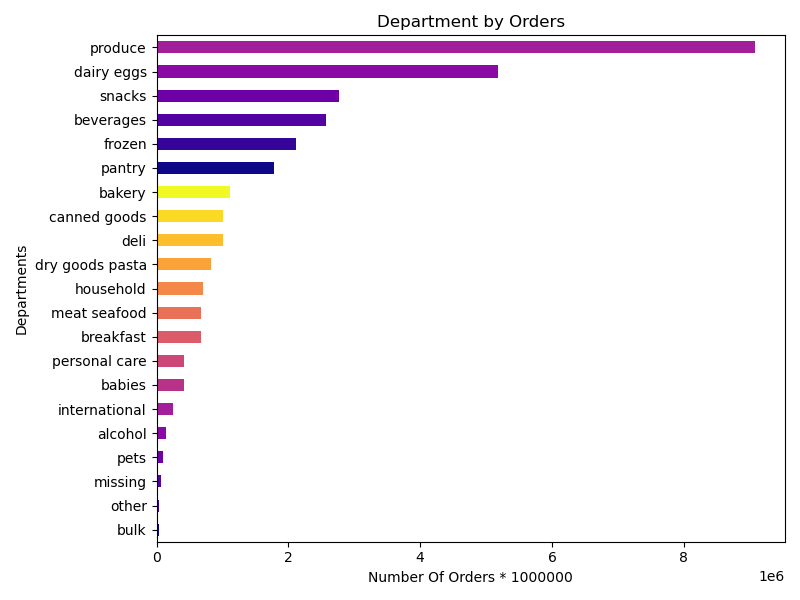 Department by Orders
produce
dairy eggs
snacks
beverages
frozen
pantry
bakery
canned goods
deli
dry goods pasta
household
meat seafood
breakfast
personal care
babies
international
alcohol
pets
missing
other
bulk
Departments
0 2 4 6 8
1e6
Number Of Orders * 1000000